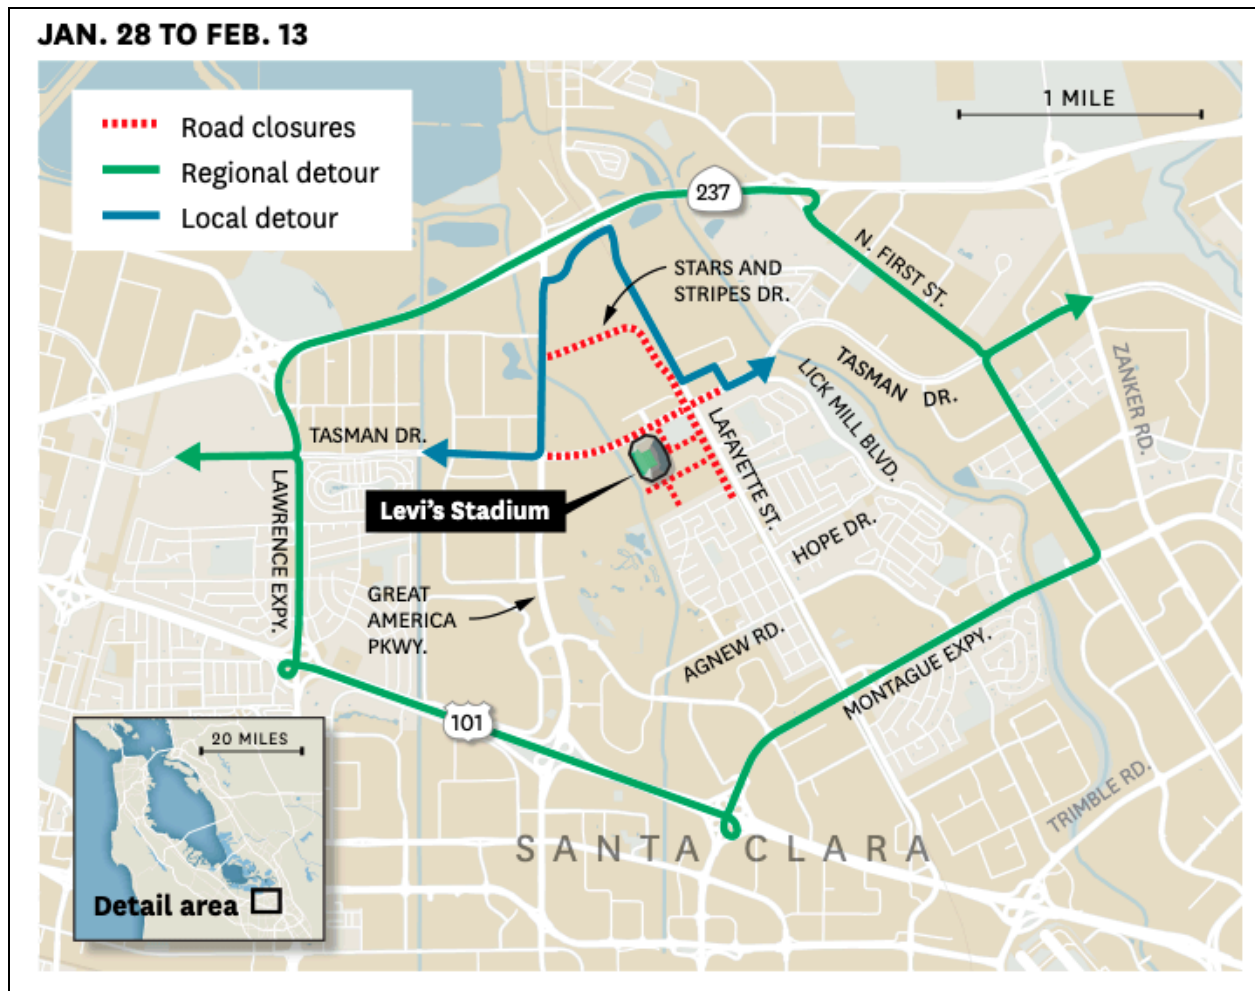 JAN. 28 TO FEB. 13
Road closures
Regional detour
Local detour
1 MILE
237
N. FIRST ST.
STARS AND
STRIPES DR.
TASMAN DR.
LICK MILL BLVD.
ZANKER RD.
TASMAN DR.
LAFAYETTE ST.
LAWRENCE EXPY.
Levi's Stadium
HOPE DR.
GREAT
AMERICA
PKWY.
AGNEW RD.
MONTAGUE EXPY.
101
TRIMBLE RD.
SANTA CLARA
20 MILES
Detail area